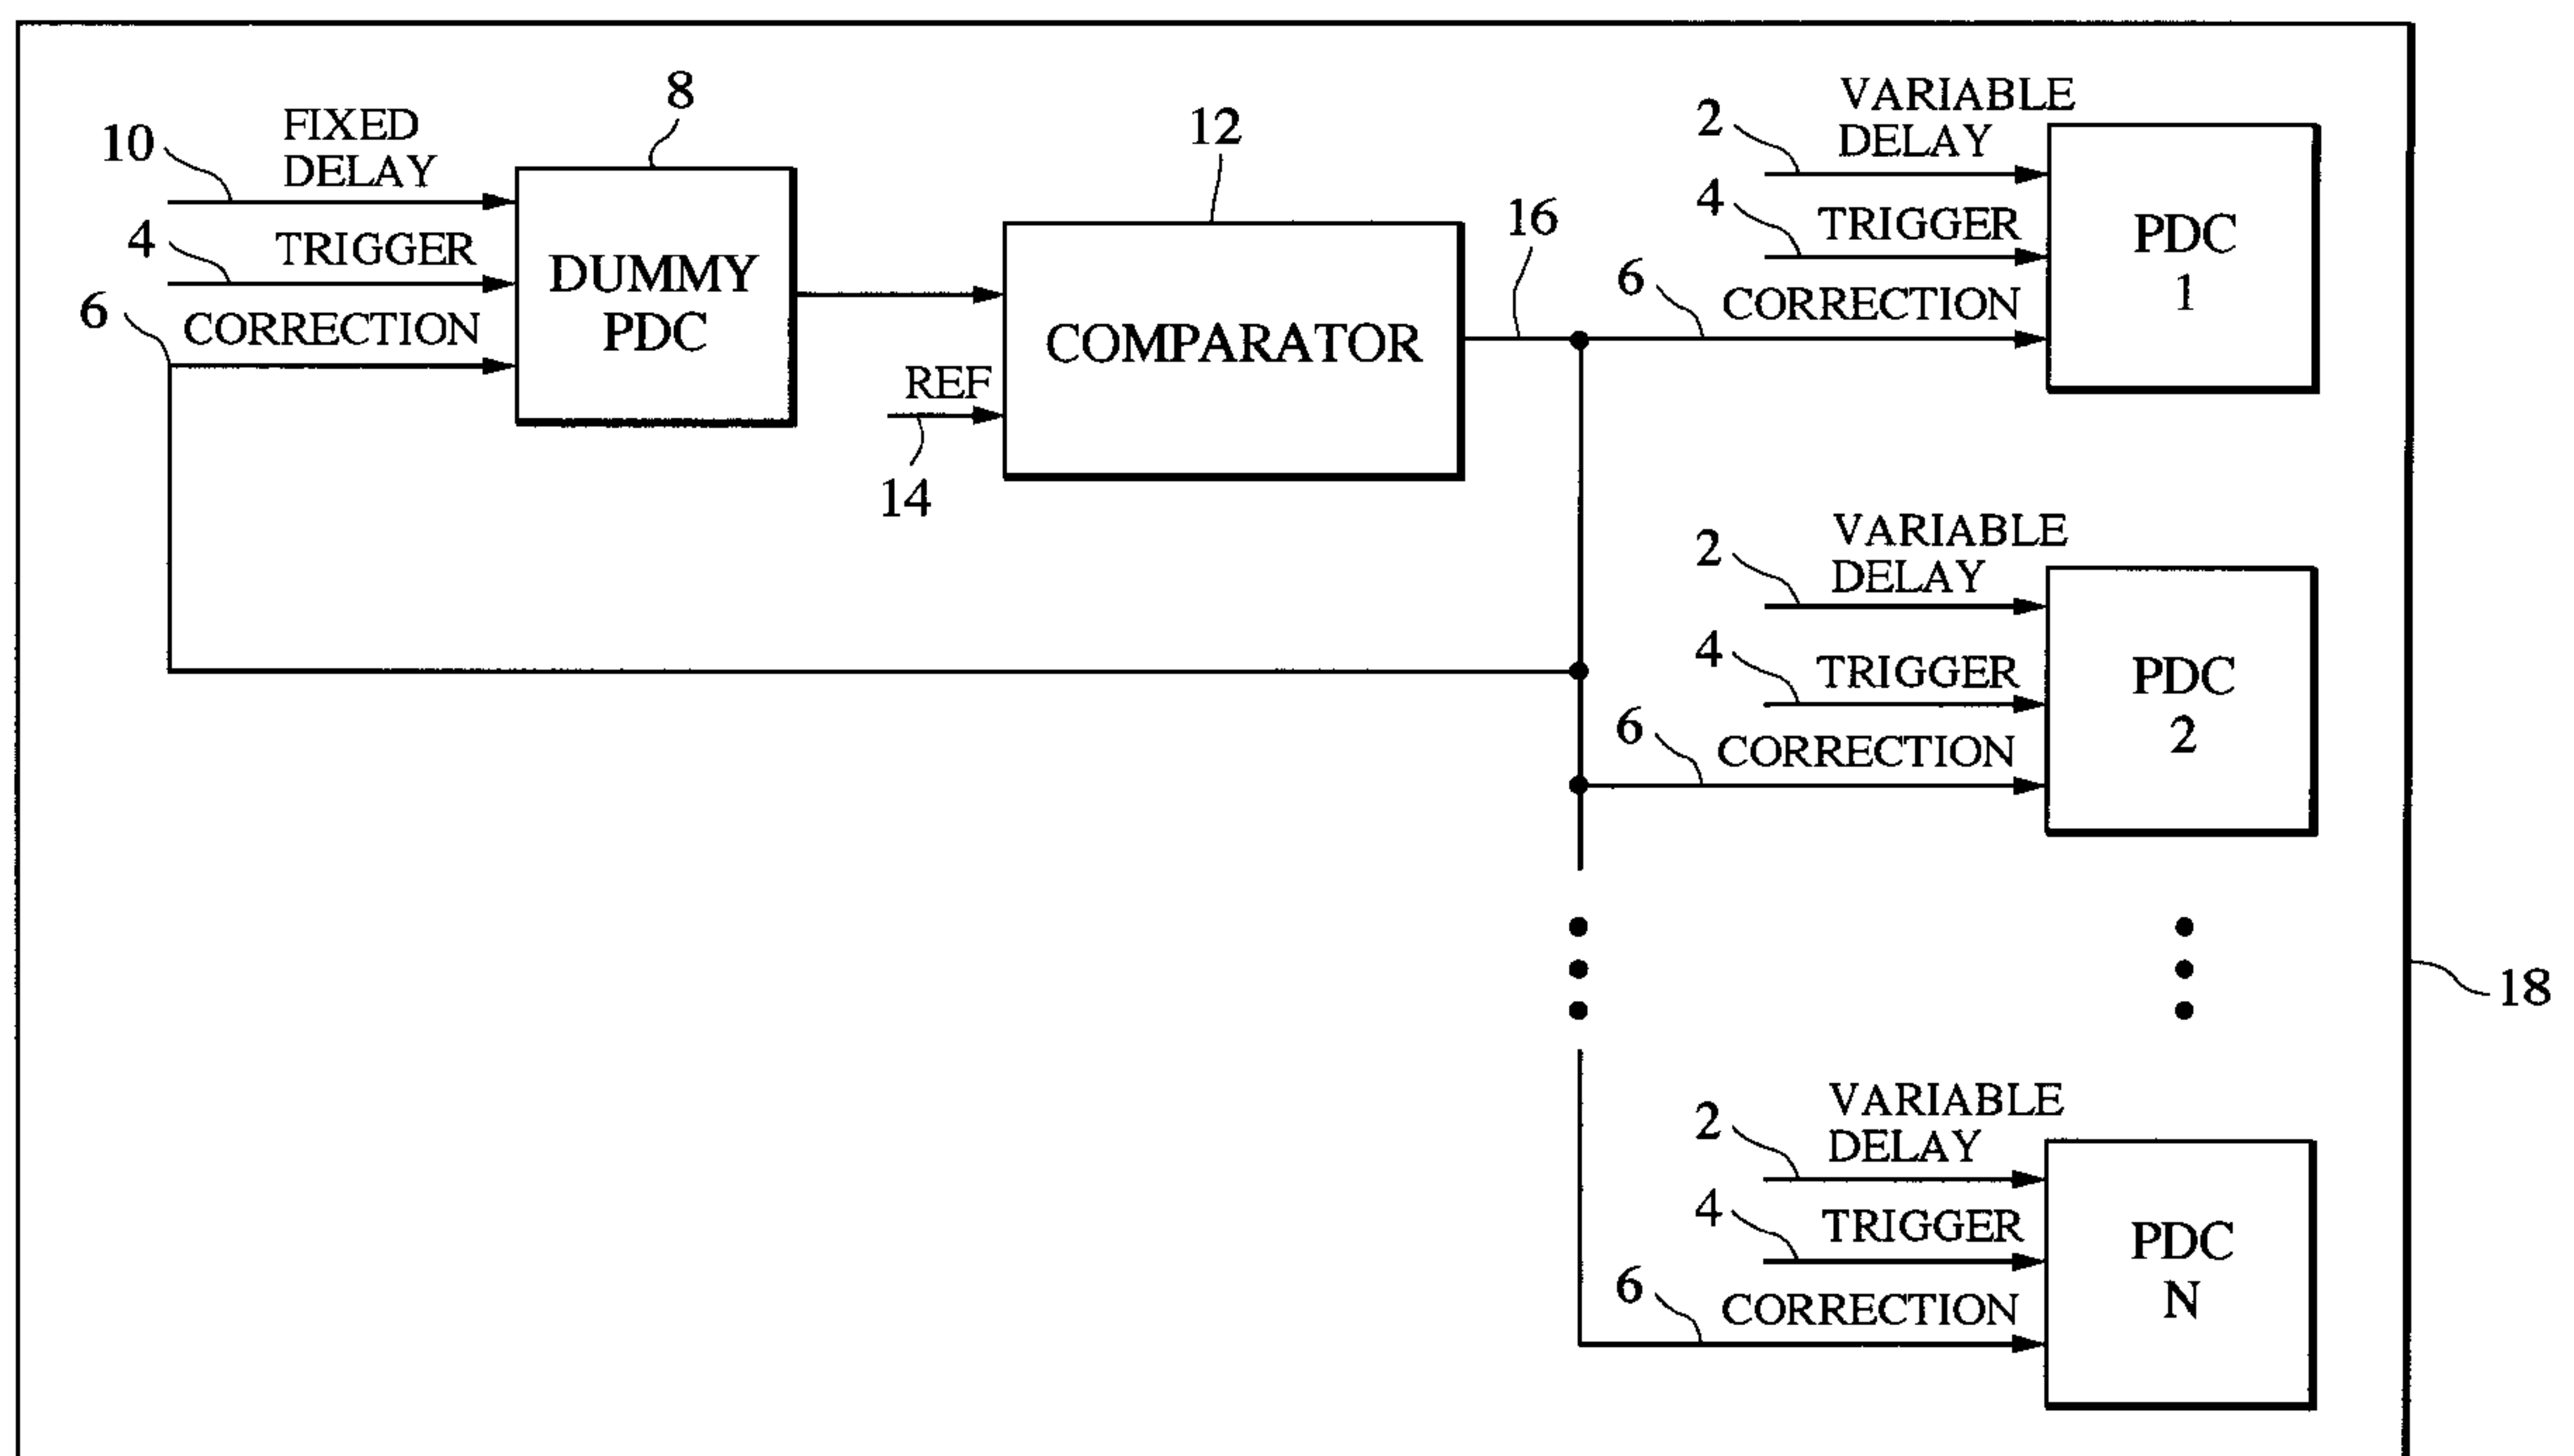 10
FIXED
DELAY
8
4
TRIGGER
6
CORRECTION
DUMMY
PDC
12
COMPARATOR
REF
14
16
2
VARIABLE
DELAY
4
TRIGGER
6
CORRECTION
PDC
1
2
VARIABLE
DELAY
4
TRIGGER
6
CORRECTION
PDC
2
18
2
VARIABLE
DELAY
4
TRIGGER
6
CORRECTION
PDC
N